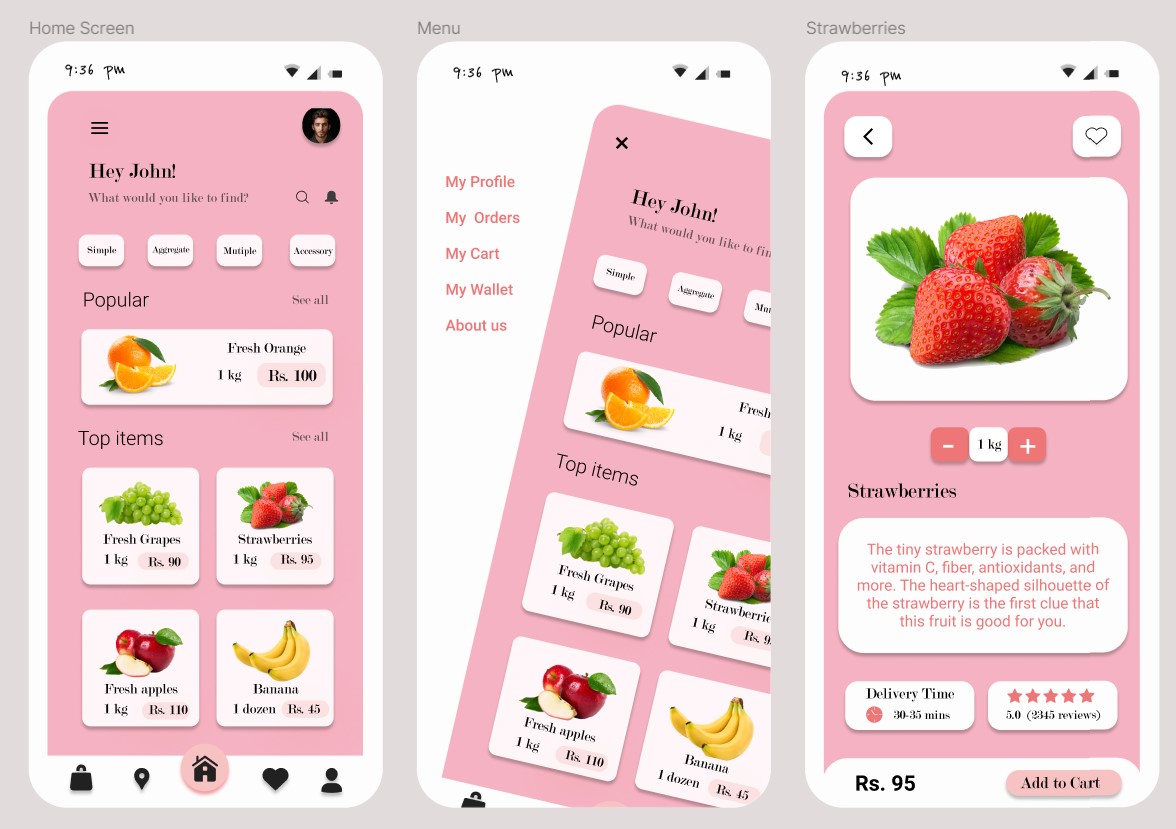 Home Screen
9:36 pm
Hey John!
What would you like to find?
Simple
Aggregate
Mutiple
Accessory
Popular
See all
Fresh Orange
1 kg
Rs. 100
Top items
See all
Fresh Grapes
1 kg
Rs. 90
Strawberries
1 kg
Rs. 95
Fresh apples
1 kg
Rs. 110
Banana
1 dozen
Rs. 45
Menu
9:36 pm
My Profile
My Orders
My Cart
My Wallet
About us
Hey John!
What would you like to fin
Simple
Aggregate
Mut
Popular
Fresh
1 kg
Top items
Fresh Grapes
1 kg
Rs. 90
Strawberrie
1 kg
Rs. 9
Fresh apples
1 kg
Rs. 110
Banana
1 dozen
Rs. 45
Strawberries
9:36 pm
- 1 kg +
Strawberries
The tiny strawberry is packed with
vitamin C, fiber, antioxidants, and
more. The heart-shaped silhouette of
the strawberry is the first clue that
this fruit is good for you.
Delivery Time
30-35 mins
5.0 (2345 reviews)
Rs. 95
Add to Cart